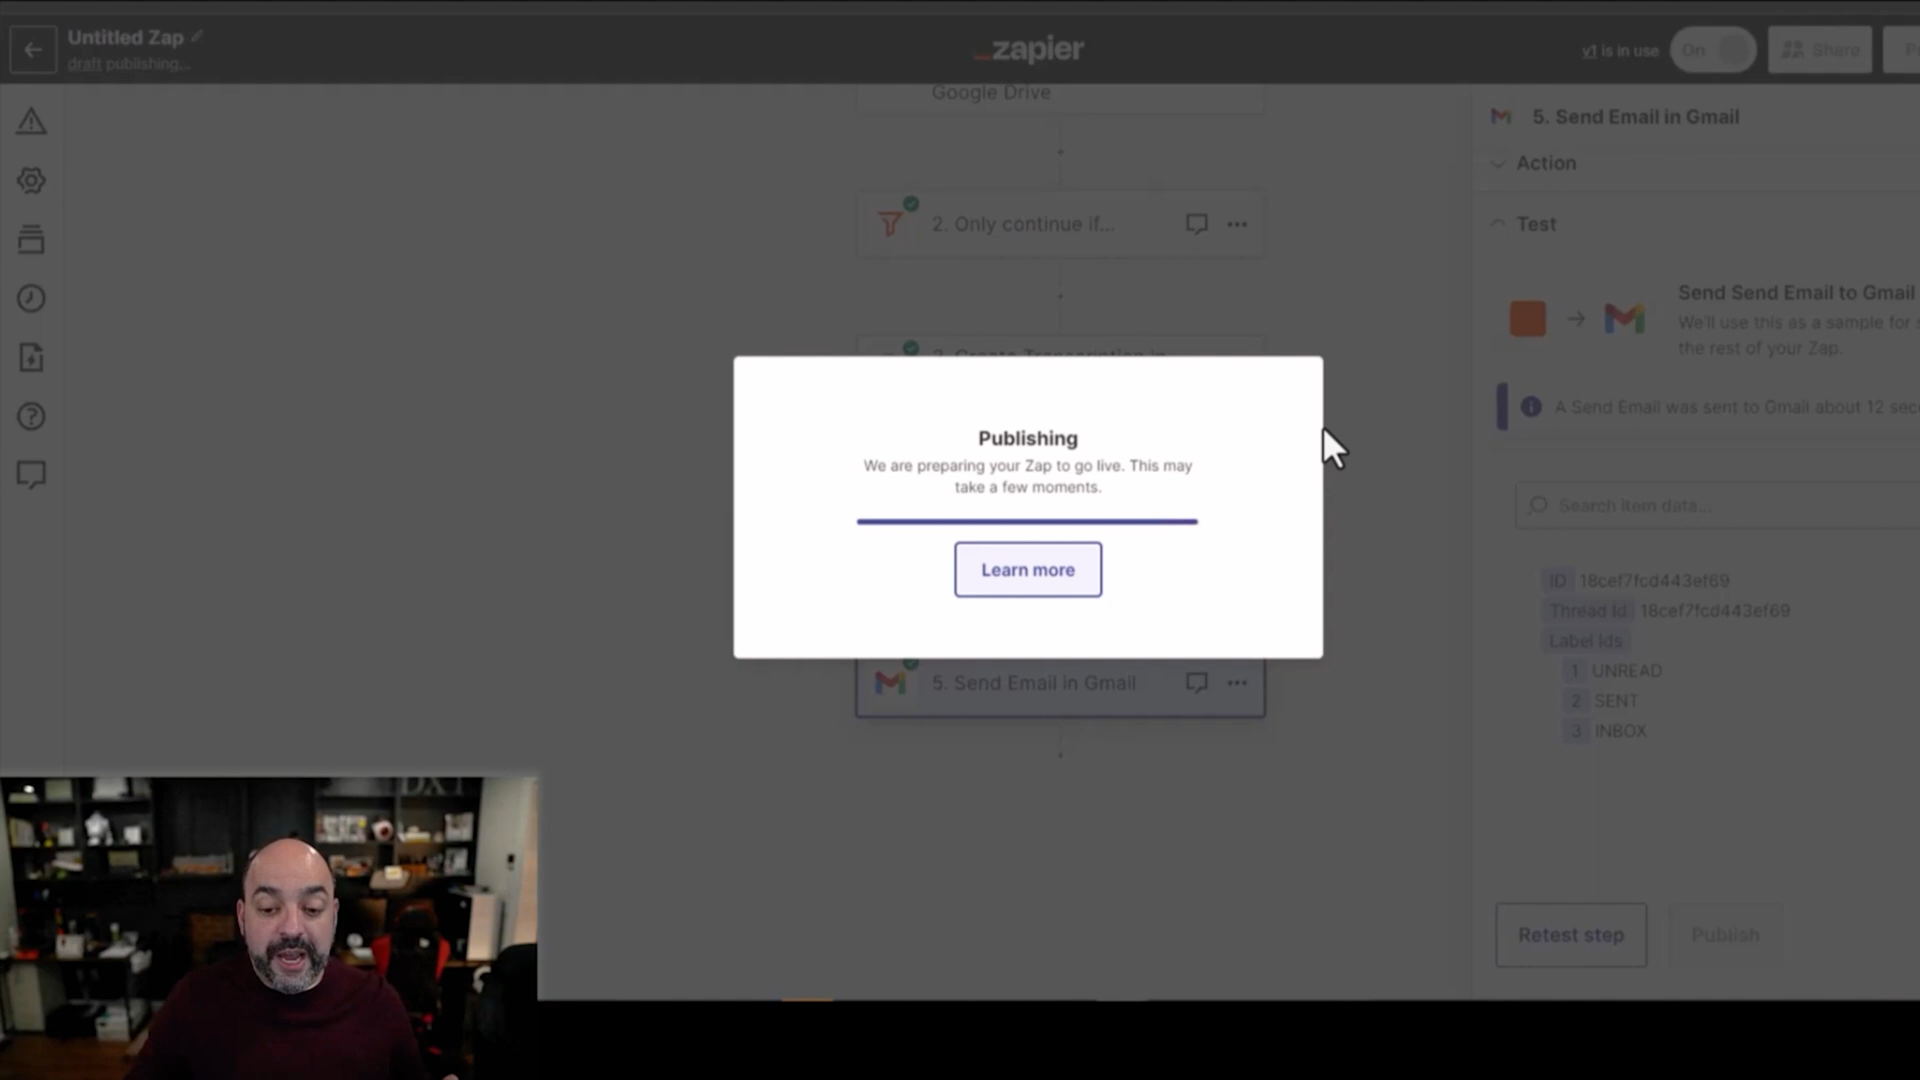 Untitled Zap
draft publishing...
zapier
v1 is in use
On
Share
Google Drive
2. Only continue if...
3. Create Transcription in
5. Send Email in Gmail
Publishing
We are preparing your Zap to go live. This may
take a few moments.
Learn more
5. Send Email in Gmail
Action
Test
Send Send Email to Gmail
We'll use this as a sample for
the rest of your Zap.
A Send Email was sent to Gmail about 12 sec
Search item data...
ID 18cef7fcd443ef69
Thread Id 18cef7fcd443ef69
Label Ids
1 UNREAD
2 SENT
3 INBOX
Retest step
Publish